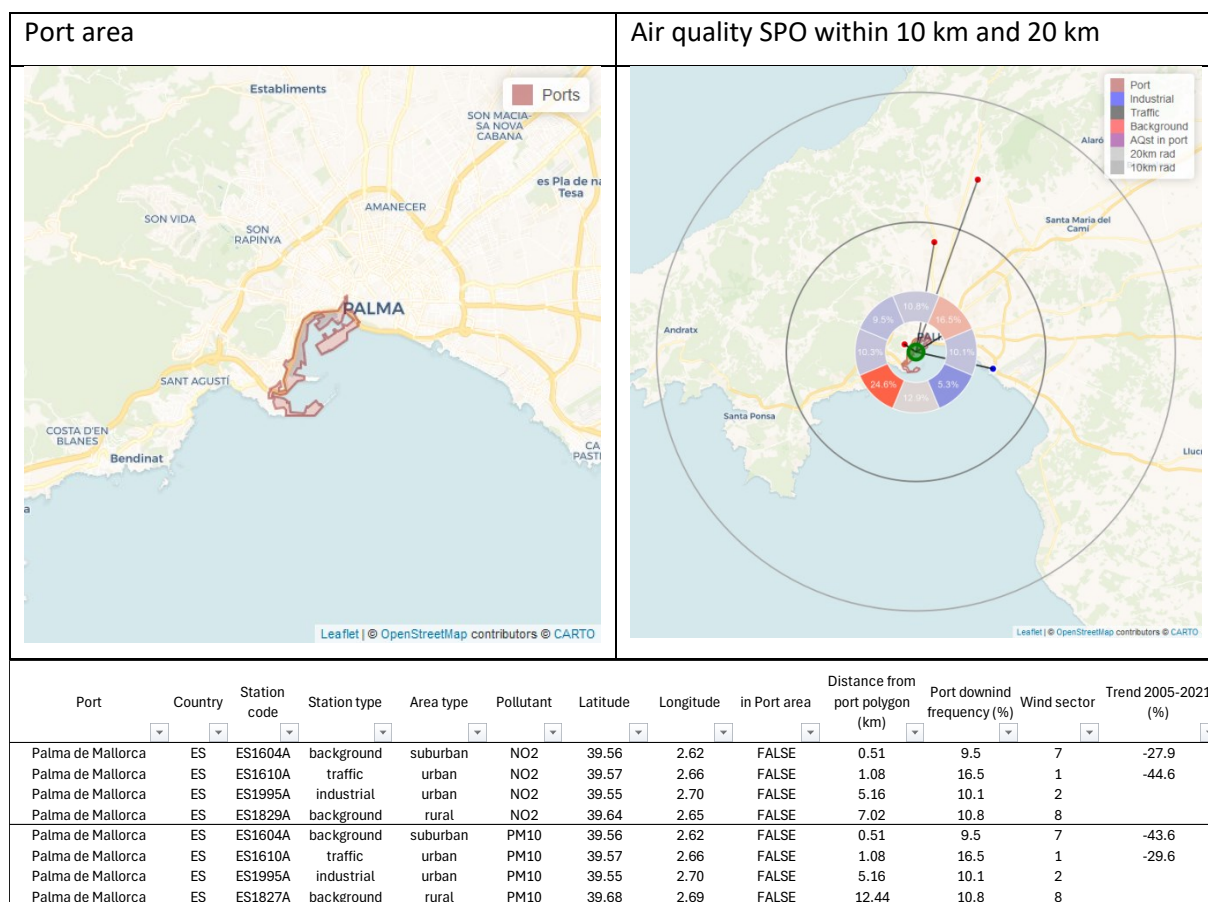 Port area
Air quality SPO within 10 km and 20 km
Establiments
Ports
SON MACIA-
SA NOVA
CABANA
es Pla de na
Tesa
AMANECER
SON VIDA
SON
RAPINYA
PALMA
SANT AGUSTÍ
COSTA D'EN
BLANES
Bendinat
CA
PAST
a
Leaflet | © OpenStreetMap contributors © CARTO
Port
Industrial
Traffic
Background
AQst in port
20km rad
10km rad
Alaró
Santa Maria del
Camí
10.8%
9.5%
16.5%
PAL
Andratx
10.3%
10.1%
24.6%
5.3%
12.9%
Santa Ponsa
Lluc
Leaflet | © OpenStreetMap contributors © CARTO
Port Country Station code Station type Area type Pollutant Latitude Longitude in Port area Distance from port polygon (km) Port downind frequency (%) Wind sector Trend 2005-2021 (%)
Palma de Mallorca ES ES1604A background suburban NO2 39.56 2.62 FALSE 0.51 9.5 7 -27.9
Palma de Mallorca ES ES1610A traffic urban NO2 39.57 2.66 FALSE 1.08 16.5 1 -44.6
Palma de Mallorca ES ES1995A industrial urban NO2 39.55 2.70 FALSE 5.16 10.1 2
Palma de Mallorca ES ES1829A background rural NO2 39.64 2.65 FALSE 7.02 10.8 8
Palma de Mallorca ES ES1604A background suburban PM10 39.56 2.62 FALSE 0.51 9.5 7 -43.6
Palma de Mallorca ES ES1610A traffic urban PM10 39.57 2.66 FALSE 1.08 16.5 1 -29.6
Palma de Mallorca ES ES1995A industrial urban PM10 39.55 2.70 FALSE 5.16 10.1 2
Palma de Mallorca ES ES1827A background rural PM10 39.68 2.69 FALSE 12.44 10.8 8